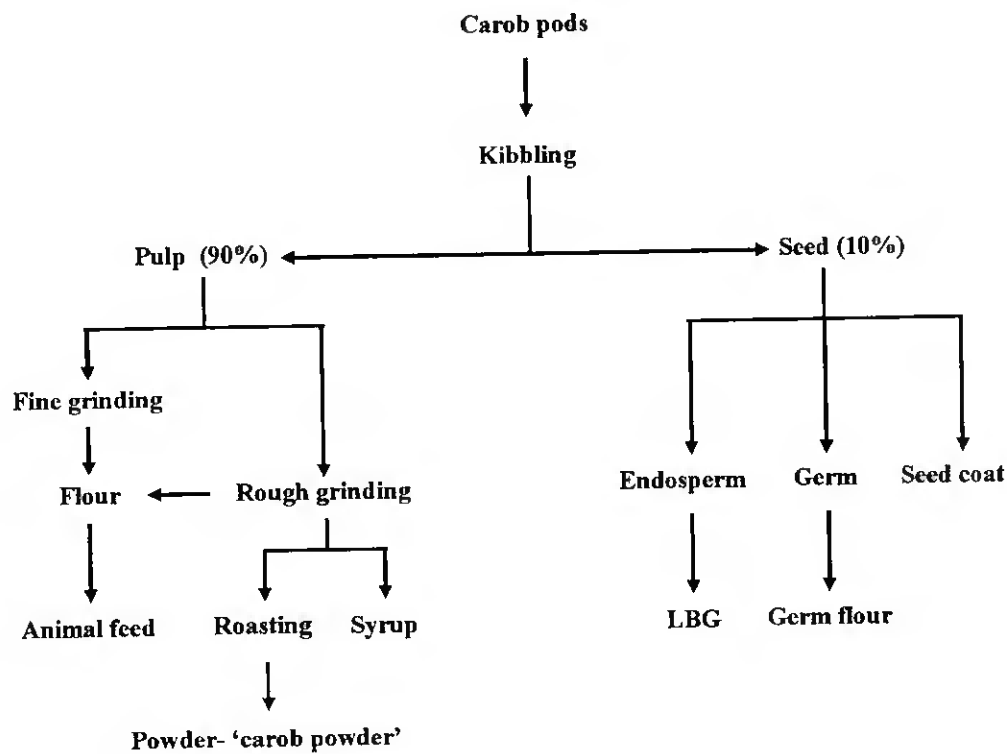 Carob pods
Kibbling
Pulp (90%)
Seed (10%)
Fine grinding
Flour
Rough grinding
Endosperm
Germ
Seed coat
Animal feed
Roasting
Syrup
LBG
Germ flour
Powder- ‘carob powder’